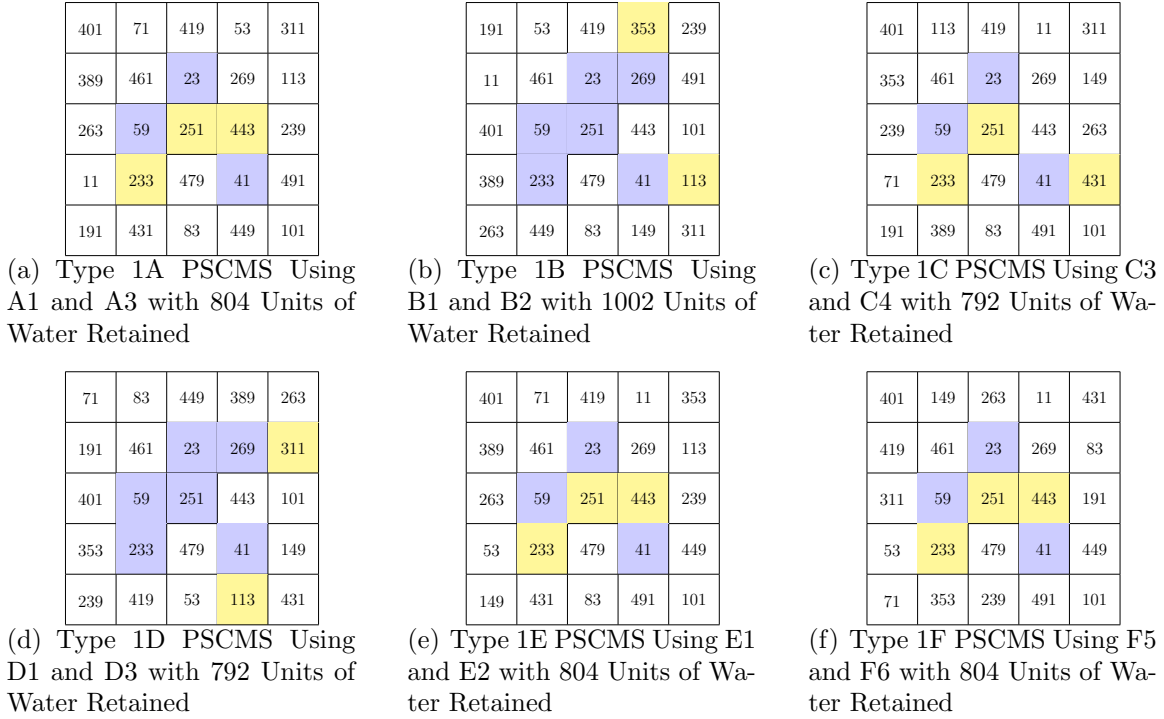 401 71 419 53 311
389 461 23 269 113
263 59 251 443 239
11 233 479 41 491
191 431 83 449 101
(a) Type 1A PSCMS Using
A1 and A3 with 804 Units of
Water Retained
191 53 419 353 239
11 461 23 269 491
401 59 251 443 101
389 233 479 41 113
263 449 83 149 311
(b) Type 1B PSCMS Using
B1 and B2 with 1002 Units of
Water Retained
401 113 419 11 311
353 461 23 269 149
239 59 251 443 263
71 233 479 41 431
191 389 83 491 101
(c) Type 1C PSCMS Using C3
and C4 with 792 Units of Wa-
ter Retained
71 83 449 389 263
191 461 23 269 311
401 59 251 443 101
353 233 479 41 149
239 419 53 113 431
(d) Type 1D PSCMS Using
D1 and D3 with 792 Units of
Water Retained
401 71 419 11 353
389 461 23 269 113
263 59 251 443 239
53 233 479 41 449
149 431 83 491 101
(e) Type 1E PSCMS Using E1
and E2 with 804 Units of Wa-
ter Retained
401 149 263 11 431
419 461 23 269 83
311 59 251 443 191
53 233 479 41 449
71 353 239 491 101
(f) Type 1F PSCMS Using F5
and F6 with 804 Units of Wa-
ter Retained